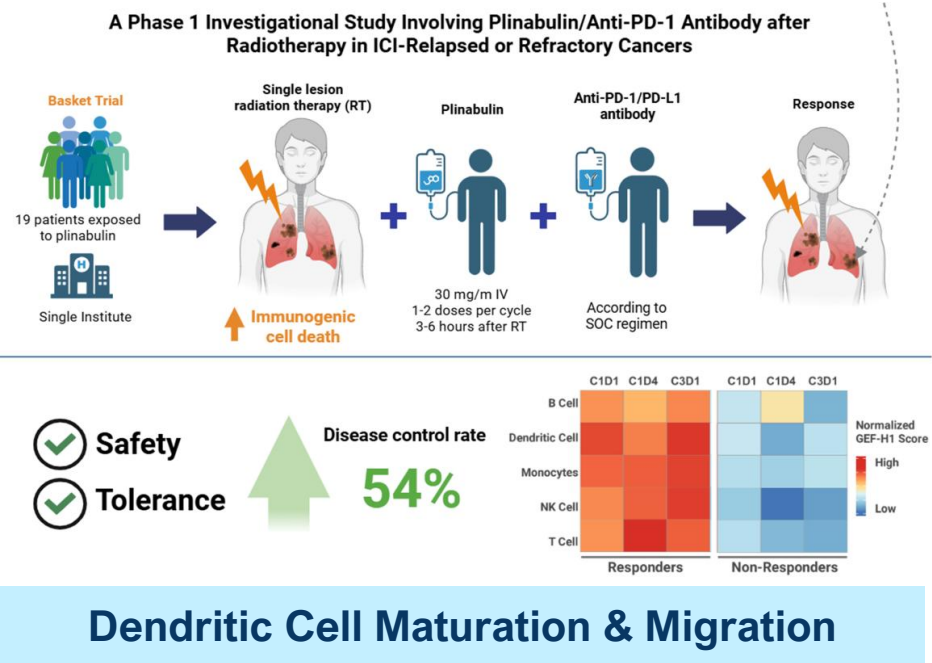 A Phase 1 Investigational Study Involving Plinabulin/Anti-PD-1 Antibody after
Radiotherapy in ICI-Relapsed or Refractory Cancers
Basket Trial
19 patients exposed
to plinabulin
H
Single Institute
Single lesion
radiation therapy (RT)
Immunogenic
cell death
+
Plinabulin
30 mg/m IV
1-2 doses per cycle
3-6 hours after RT
+
Anti-PD-1/PD-L1
antibody
According to
SOC regimen
Response
Safety
Tolerance
Disease control rate
54%
C1D1 C1D4 C3D1 C1D1 C1D4 C3D1
B Cell
Dendritic Cell
Monocytes
NK Cell
T Cell
Responders Non-Responders
Normalized
GEF-H1 Score
High
Low
Dendritic Cell Maturation & Migration